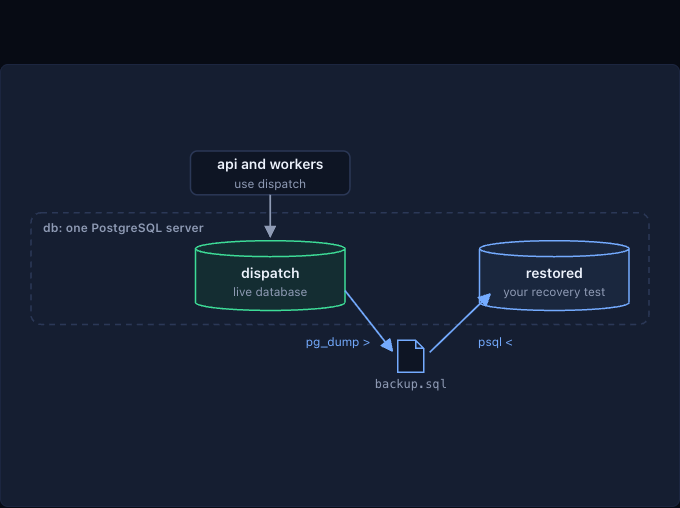 api and workers
use dispatch
db: one PostgreSQL server
dispatch
live database
restored
your recovery test
pg_dump >
psql <
backup.sql